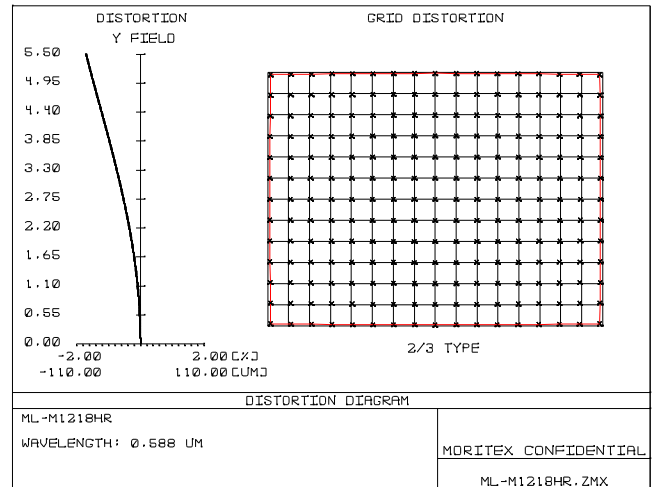 DISTORTION
Y FIELD
5.50
4.95
4.40
3.85
3.30
2.75
2.20
1.65
1.10
0.55
0.00
-2.00 2.00 [%]
-110.00 110.00 [UM]
GRID DISTORTION
2/3 TYPE
DISTORTION DIAGRAM
ML-M1218HR
WAVELENGTH: 0.588 UM
MORITEX CONFIDENTIAL
ML-M1218HR.ZMX